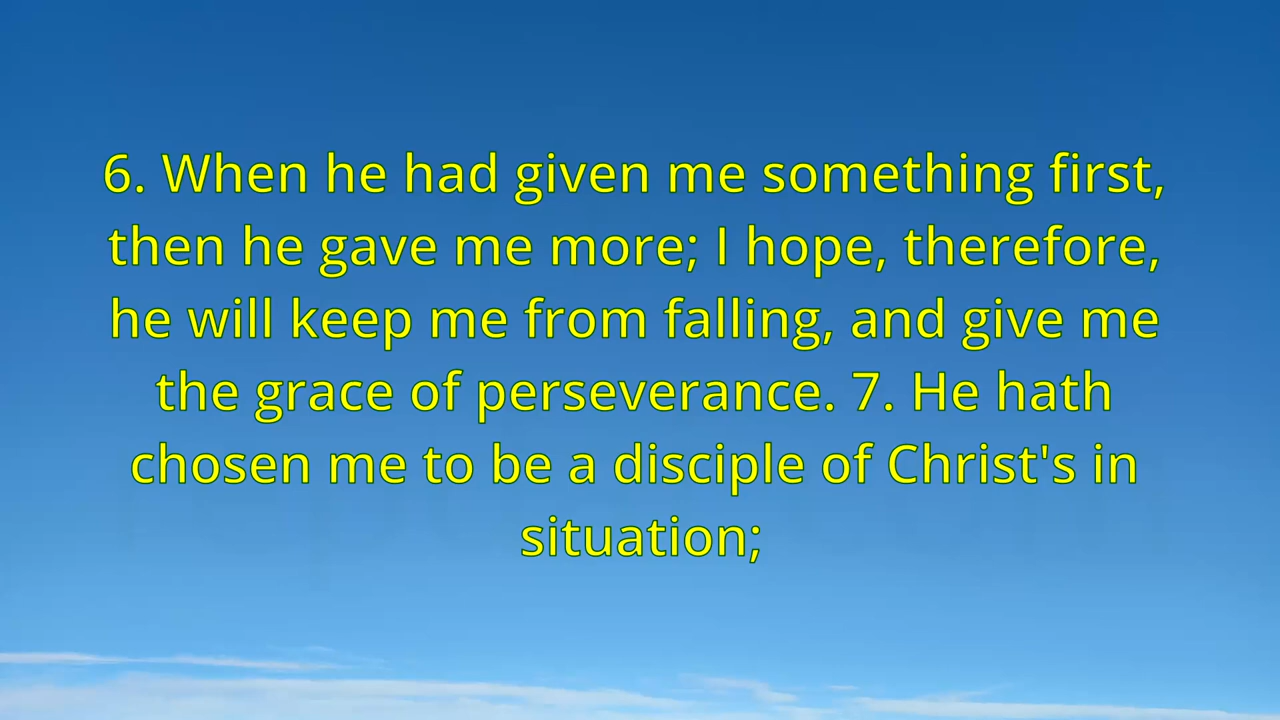 6. When he had given me something first,
then he gave me more; I hope, therefore,
he will keep me from falling, and give me
the grace of perseverance. 7. He hath
chosen me to be a disciple of Christ's in
situation;